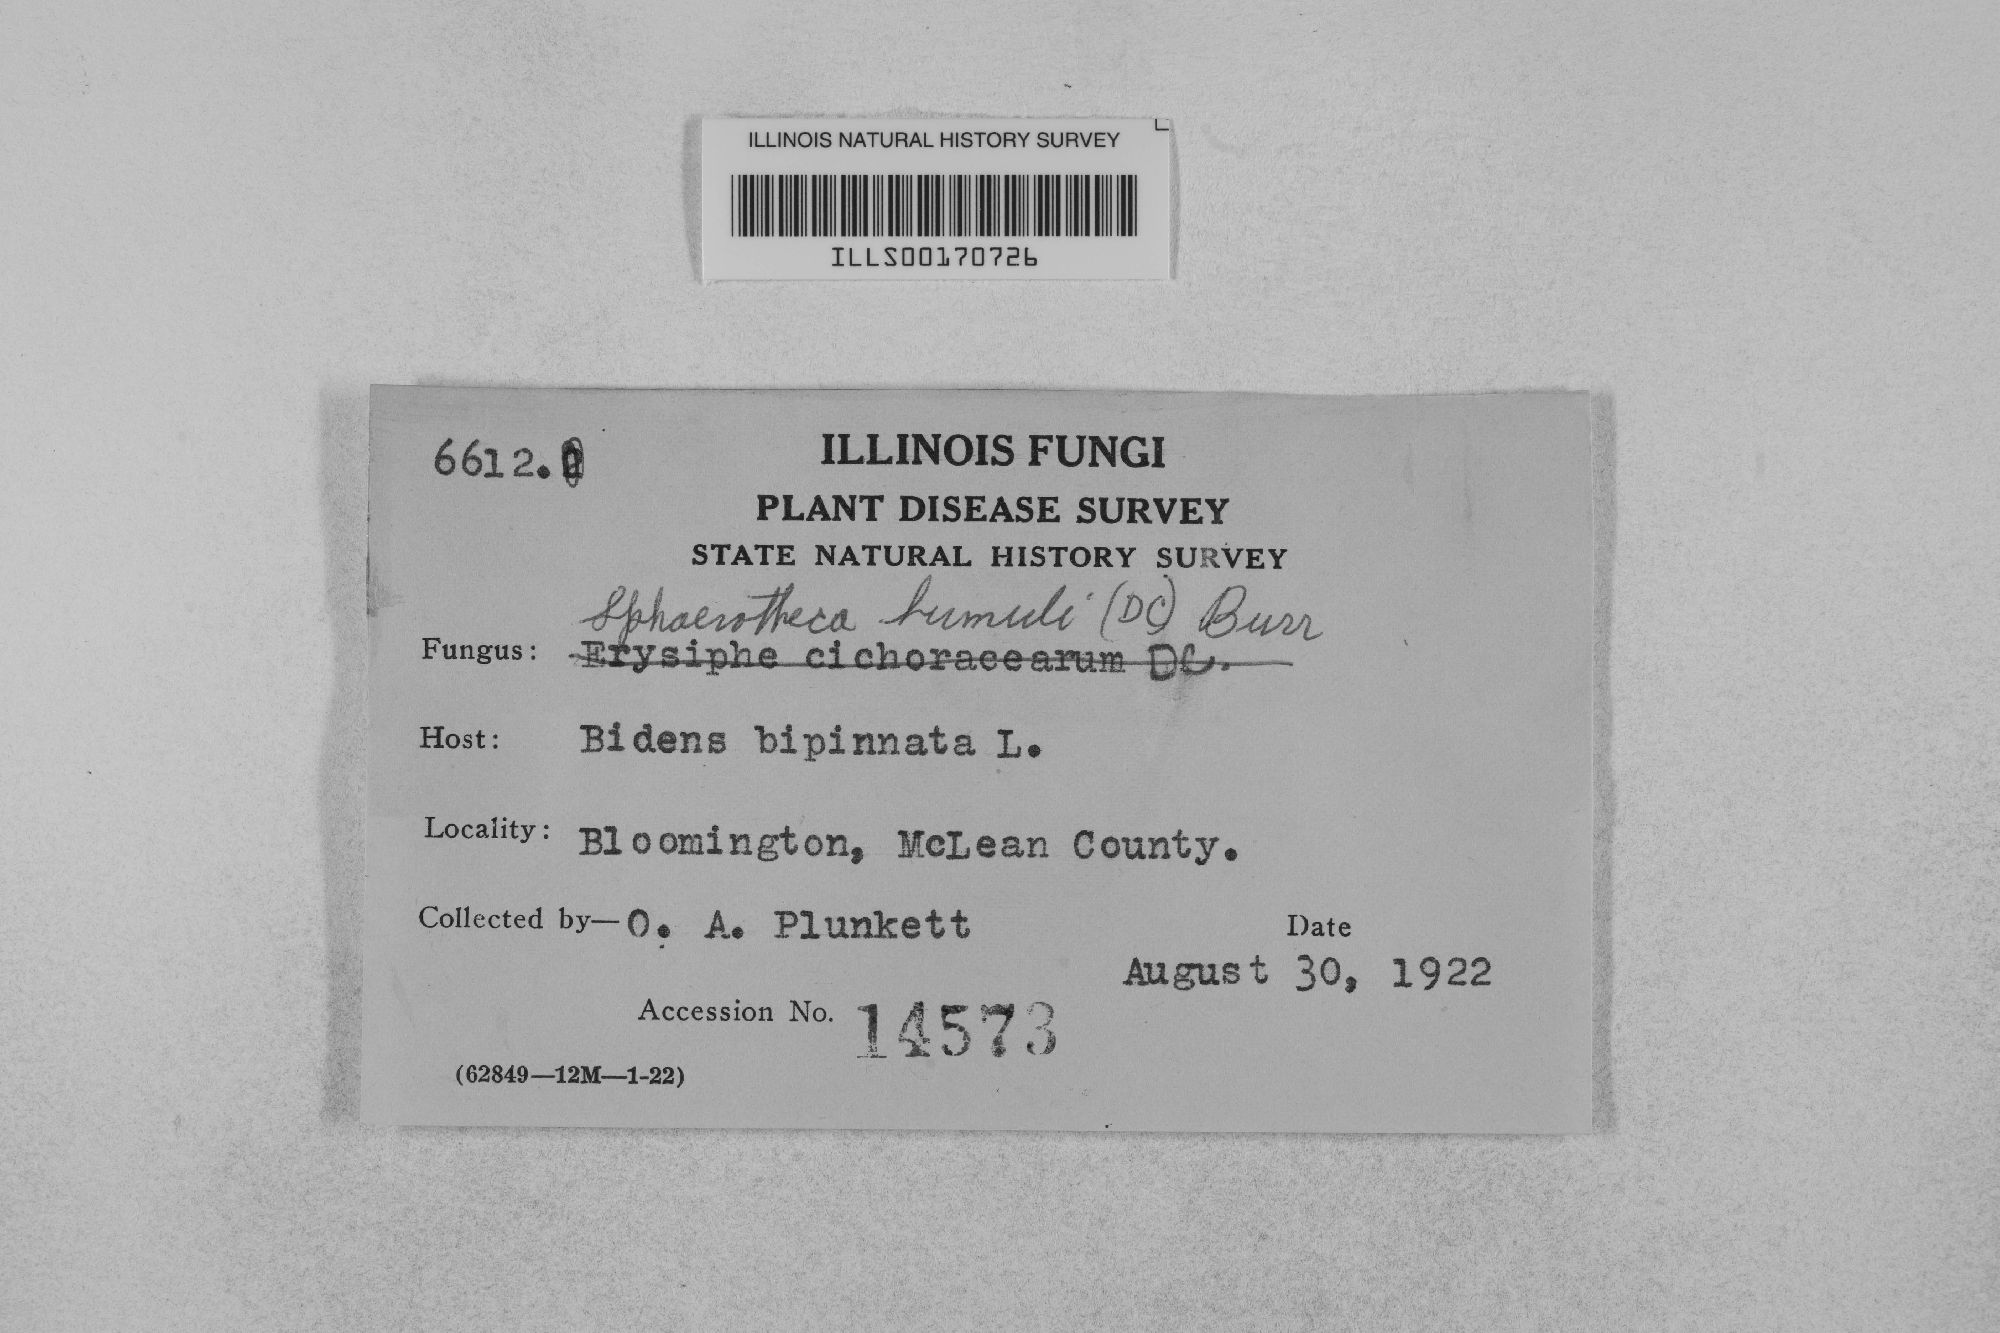 ILLINOIS NATURAL HISTORY SURVEY
ILLS00170726
6612.
ILLINOIS FUNGI
PLANT DISEASE SURVEY
STATE NATURAL HISTORY SURVEY
Sphaerotheca humuli (DC) Burr
Fungus: Erysiphe cichoracearum DC.
Host: Bidens bipinnata L.
Locality: Bloomington, McLean County.
Collected by—O. A. Plunkett
Date
August 30, 1922
Accession No. 14573
(62849—12M—1-22)